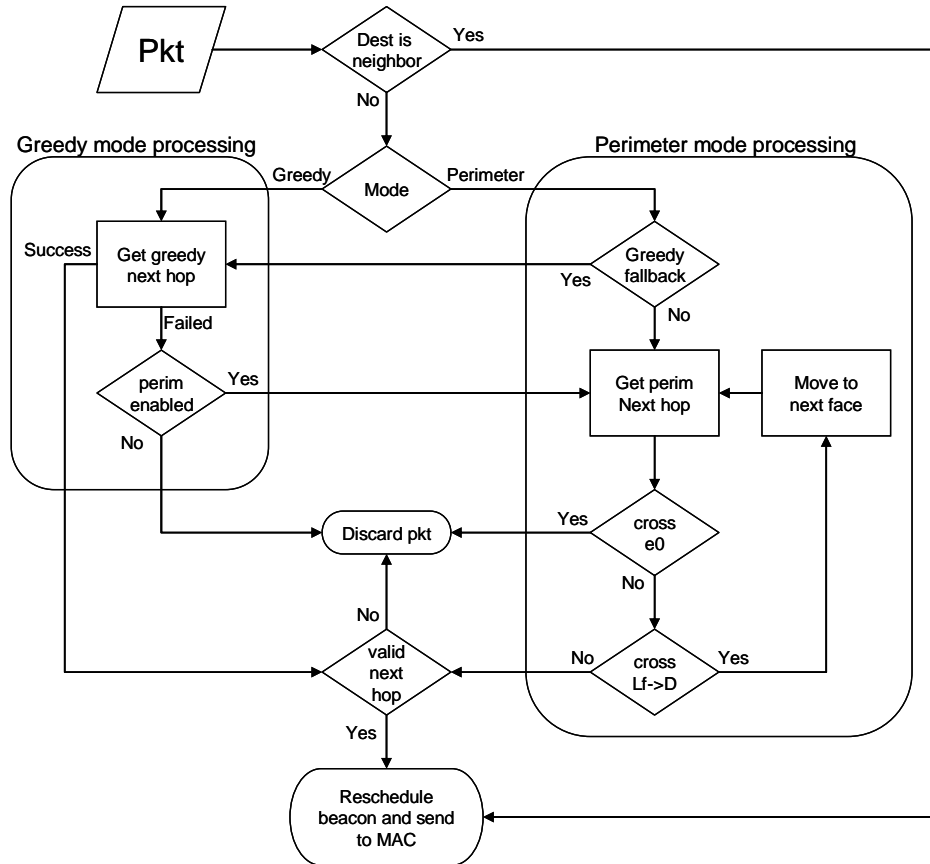 Pkt
Dest is
neighbor
Yes
No
Greedy mode processing
Perimeter mode processing
Greedy
Mode
Perimeter
Success
Get greedy
next hop
Yes
Greedy
fallback
Failed
No
perim
enabled
Yes
Get perim
Next hop
Move to
next face
No
Discard pkt
Yes
cross
e0
No
No
valid
next
hop
No
cross
Lf->D
Yes
Yes
Reschedule
beacon and send
to MAC